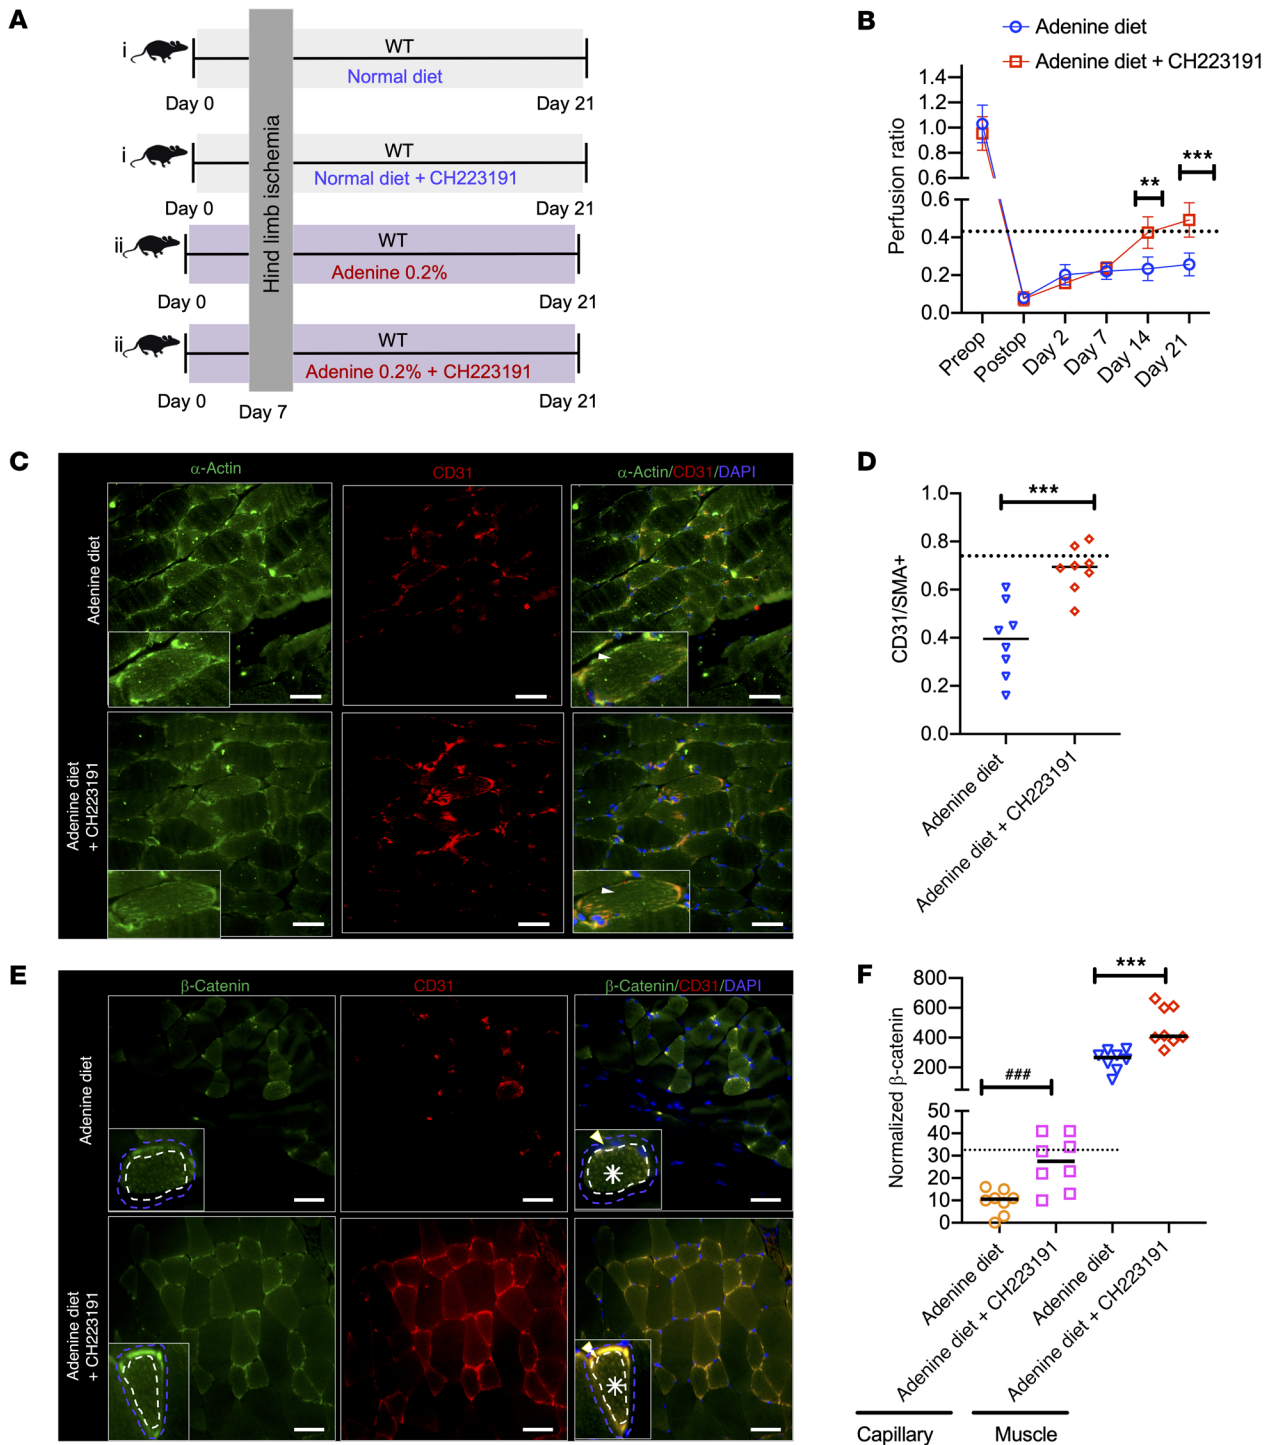 A
i
WT
Normal diet
Day 0
Day 21
i
WT
Normal diet + CH223191
Day 0
Day 21
ii
WT
Adenine 0.2%
Day 0
Day 21
ii
WT
Adenine 0.2% + CH223191
Day 0
Day 7
Day 21
Hind limb ischemia
B
Adenine diet
Adenine diet + CH223191
Perfusion ratio
1.4
1.2
1.0
0.8
0.6
0.6
0.4
0.2
0.0
**
***
Preop
Postop
Day 2
Day 7
Day 14
Day 21
C
α-Actin
CD31
α-Actin/CD31/DAPI
Adenine diet
Adenine diet
+ CH223191
D
CD31/SMA+
1.0
0.8
0.6
0.4
0.2
0.0
***
Adenine diet
Adenine diet + CH223191
E
β-Catenin
CD31
β-Catenin/CD31/DAPI
Adenine diet
Adenine diet
+ CH223191
*
*
F
Normalized β-catenin
800
600
400
200
50
40
30
20
10
0
###
***
Adenine diet
Adenine diet + CH223191
Adenine diet
Adenine diet + CH223191
Capillary
Muscle